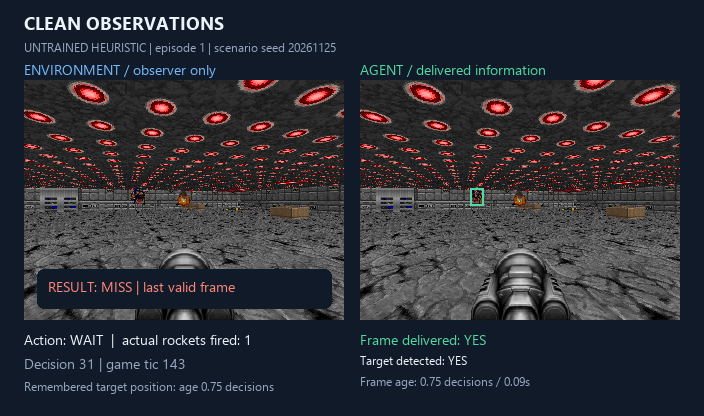 CLEAN OBSERVATIONS
UNTRAINED HEURISTIC | episode 1 | scenario seed 20261125
ENVIRONMENT / observer only
AGENT / delivered information
RESULT: MISS | last valid frame
Action: WAIT | actual rockets fired: 1
Decision 31 | game tic 143
Remembered target position: age 0.75 decisions
Frame delivered: YES
Target detected: YES
Frame age: 0.75 decisions / 0.09s